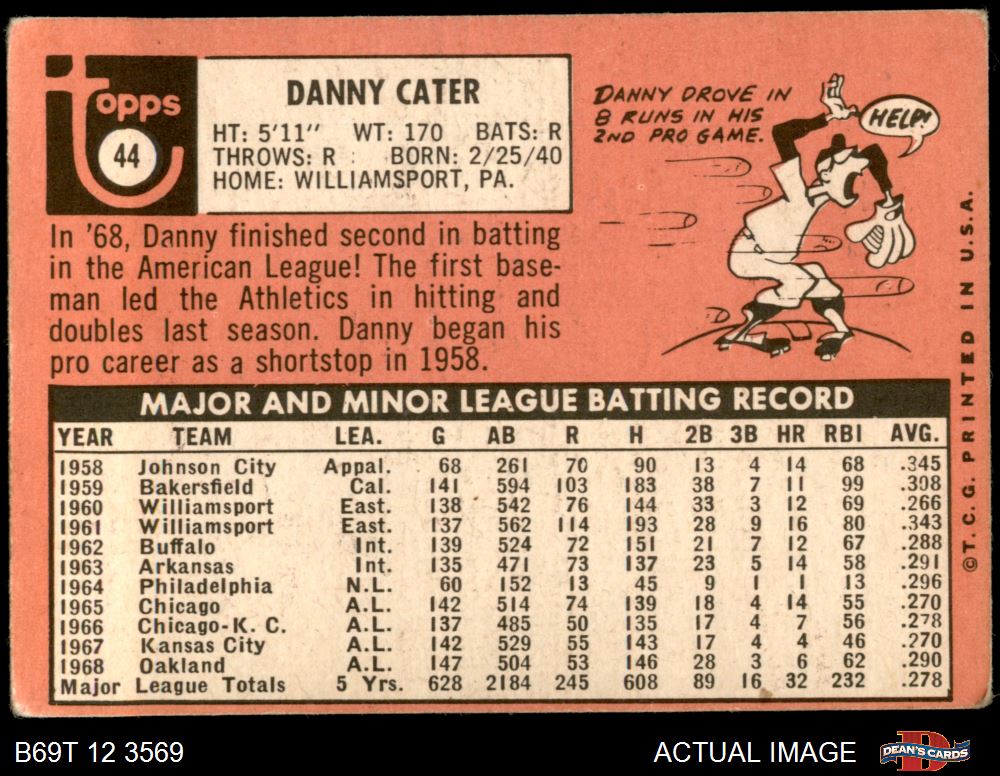 topps
44
DANNY CATER
HT: 5'11" WT: 170 BATS: R
THROWS: R BORN: 2/25/40
HOME: WILLIAMSPORT, PA.
DANNY DROVE IN
8 RUNS IN HIS
2ND PRO GAME.
HELP!
In '68, Danny finished second in batting
in the American League! The first base-
man led the Athletics in hitting and
doubles last season. Danny began his
pro career as a shortstop in 1958.
MAJOR AND MINOR LEAGUE BATTING RECORD
YEAR TEAM LEA. G AB R H 2B 3B HR RBI AVG.
1958 Johnson City Appal. 68 261 70 90 13 4 14 68 .345
1959 Bakersfield Cal. 141 594 103 183 38 7 11 99 .308
1960 Williamsport East. 138 542 76 144 33 3 12 69 .266
1961 Williamsport East. 137 562 114 193 28 9 16 80 .343
1962 Buffalo Int. 139 524 72 151 21 7 12 67 .288
1963 Arkansas Int. 135 471 73 137 23 5 14 58 .291
1964 Philadelphia N.L. 60 152 13 45 9 1 1 13 .296
1965 Chicago A.L. 142 514 74 139 18 4 14 55 .270
1966 Chicago-K. C. A.L. 137 485 50 135 17 4 7 56 .278
1967 Kansas City A.L. 142 529 55 143 17 4 4 46 .270
1968 Oakland A.L. 147 504 53 146 28 3 6 62 .290
Major League Totals 5 Yrs. 628 2184 245 608 89 16 32 232 .278
©T.C.G. PRINTED IN U.S.A.
B69T 12 3569
ACTUAL IMAGE
DEAN'S CARDS